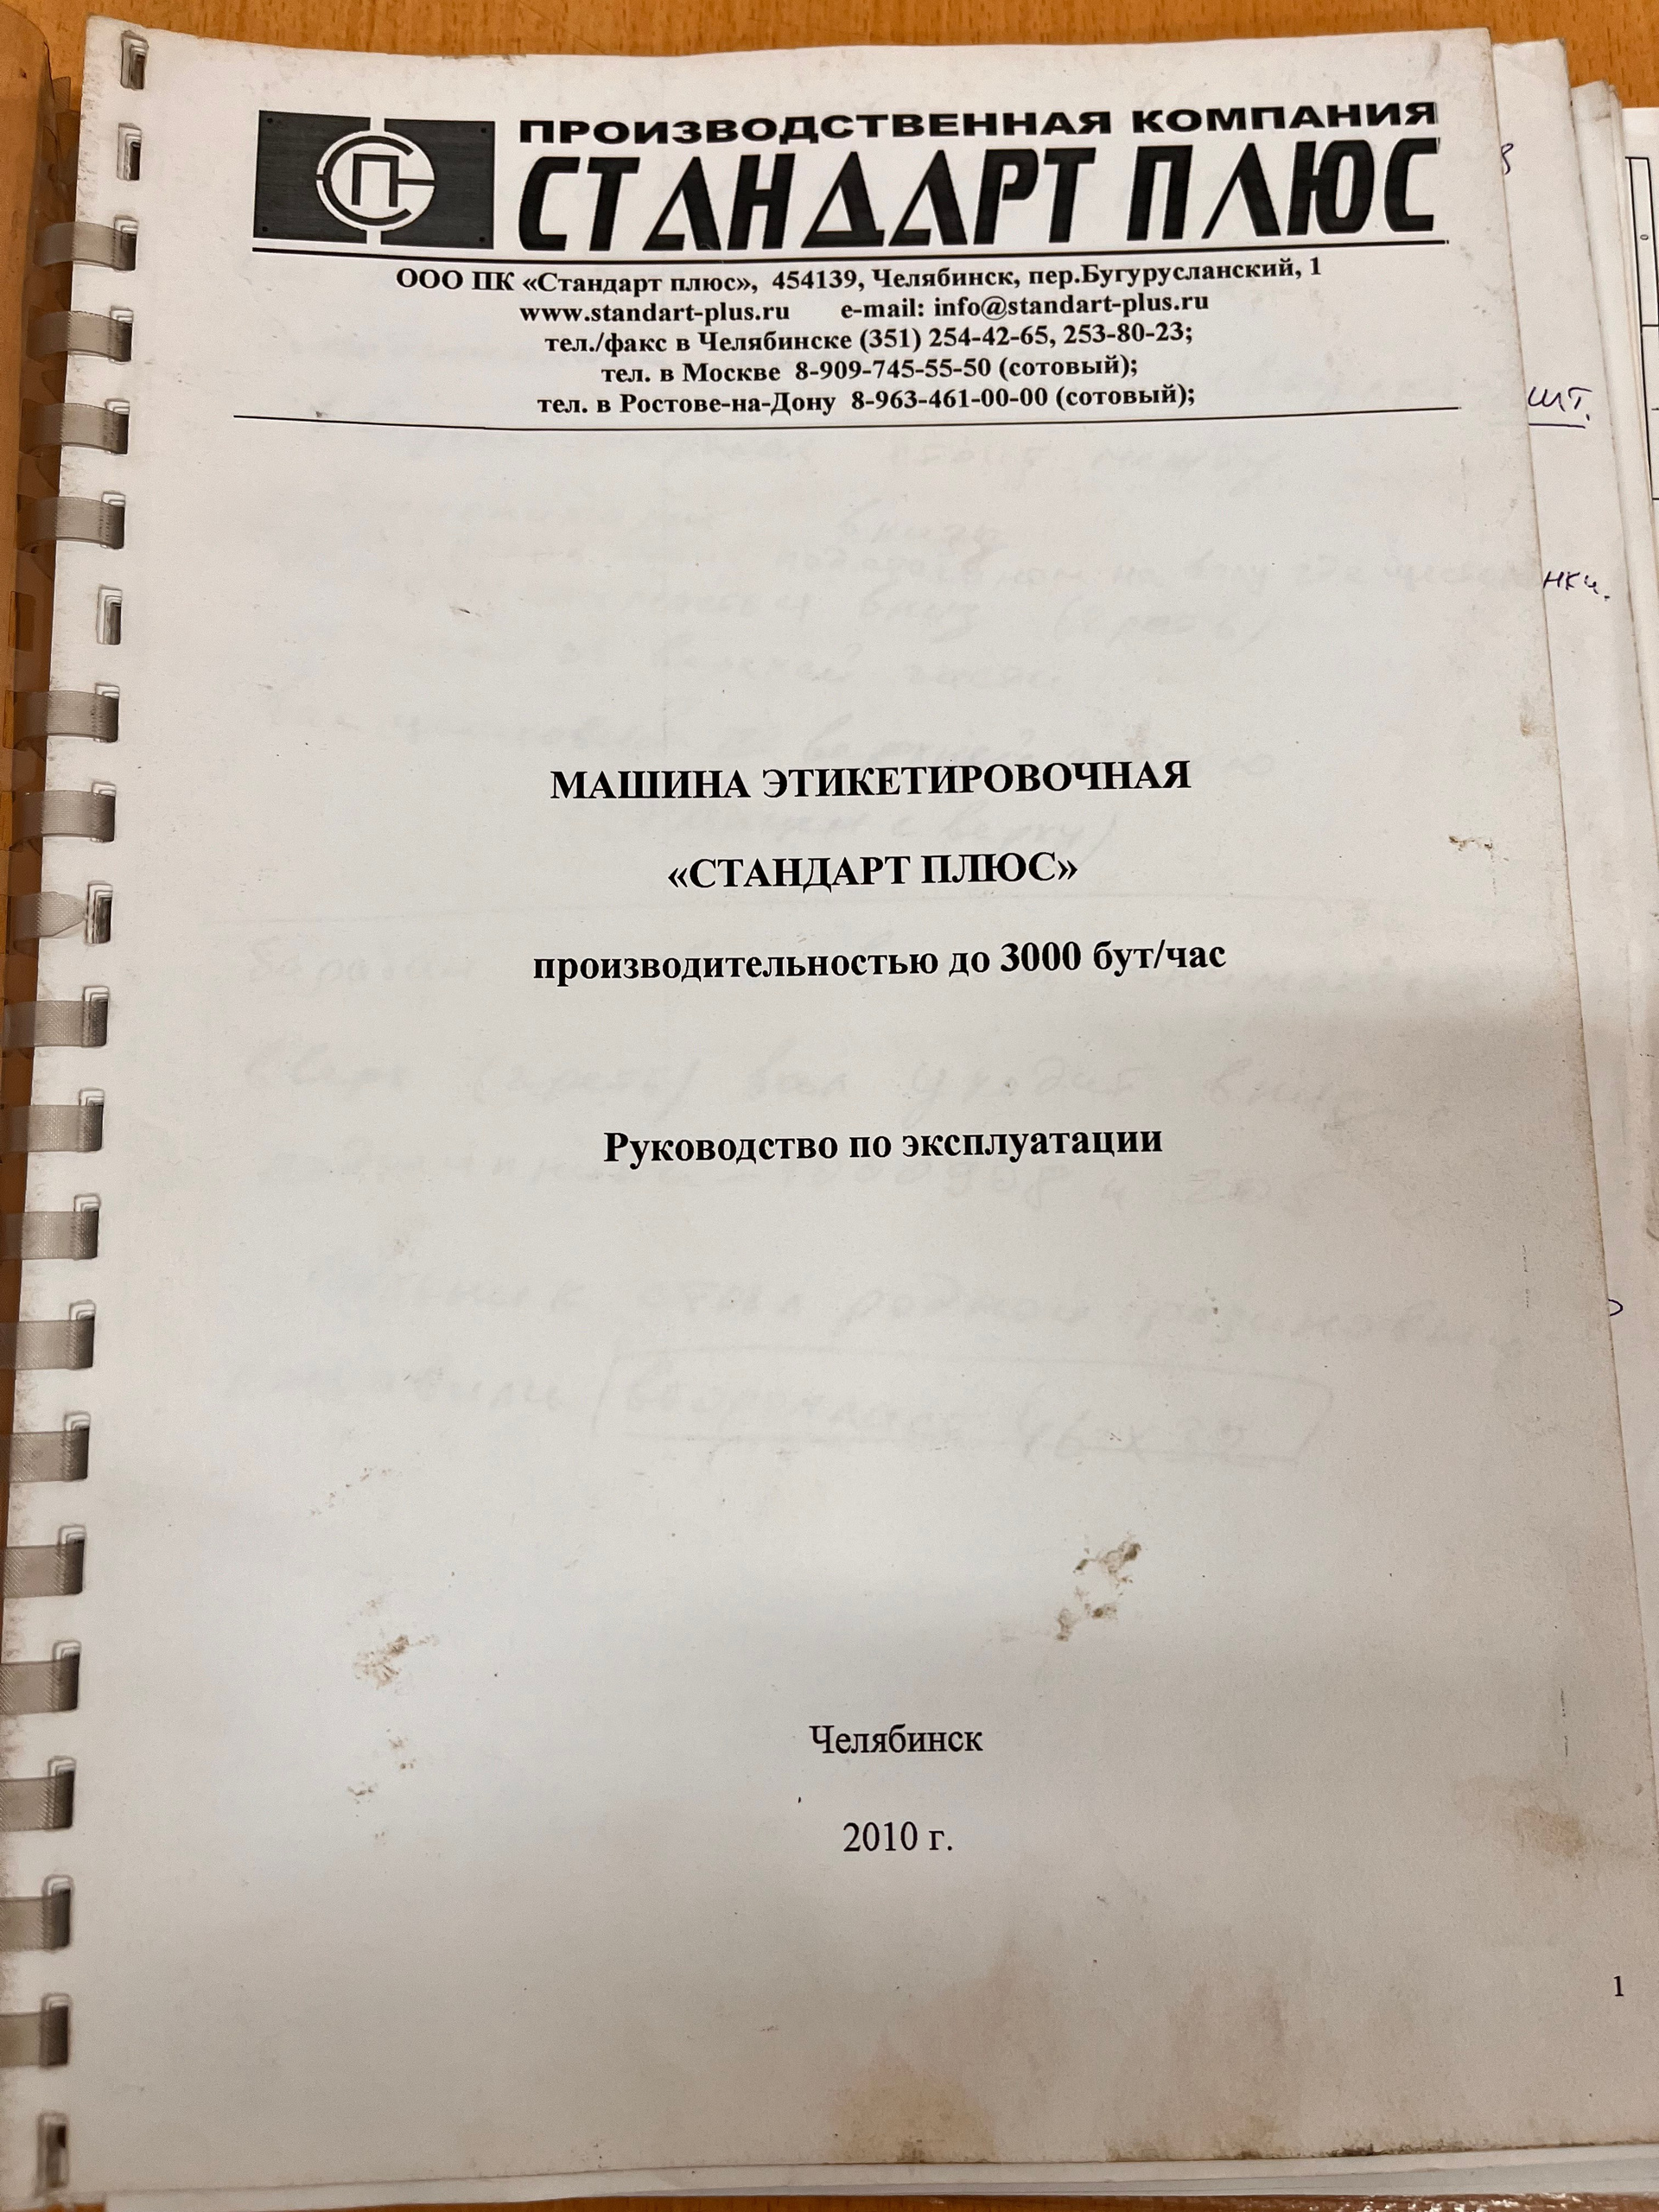 ПРОИЗВОДСТВЕННАЯ КОМПАНИЯ
СТАНДАРТ ПЛЮС
ООО ПК «Стандарт плюс», 454139, Челябинск, пер.Бугурусланский, 1
www.standart-plus.ru e-mail: info@standart-plus.ru
тел./факс в Челябинске (351) 254-42-65, 253-80-23;
тел. в Москве 8-909-745-55-50 (сотовый);
тел. в Ростове-на-Дону 8-963-461-00-00 (сотовый);
шт.
нки.
МАШИНА ЭТИКЕТИРОВОЧНАЯ
«СТАНДАРТ ПЛЮС»
производительностью до 3000 бут/час
Руководство по эксплуатации
Челябинск
2010 г.
1